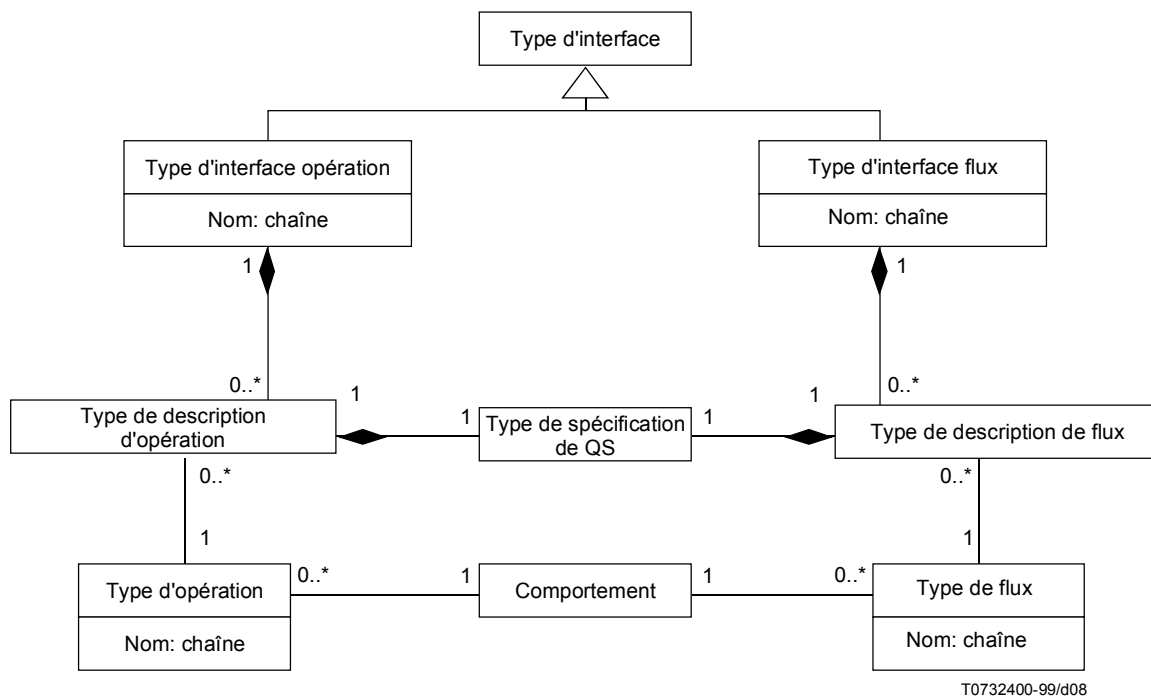 Type d'interface
Type d'interface opération
Nom: chaîne
Type d'interface flux
Nom: chaîne
1
1
0..*
0..*
1
1
1
1
Type de description
d'opération
Type de spécification
de QS
Type de description de flux
0..*
0..*
1
1
Type d'opération
Nom: chaîne
0..*
1
Comportement
1
0..*
Type de flux
Nom: chaîne
T0732400-99/d08